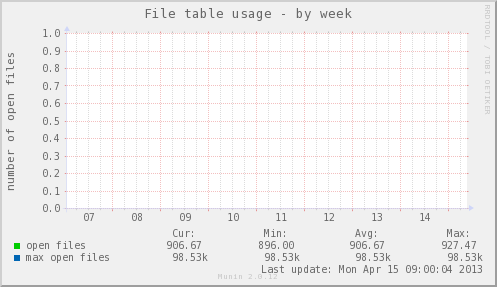 File table usage - by week
RRDTOOL / TOBI OETIKER
number of open files
1.0
0.9
0.8
0.7
0.6
0.5
0.4
0.3
0.2
0.1
0.0
07 08 09 10 11 12 13 14
Cur: Min: Avg: Max:
open files 906.67 896.00 906.67 927.47
max open files 98.53k 98.53k 98.53k 98.53k
Last update: Mon Apr 15 09:00:04 2013
Munin 2.0.12